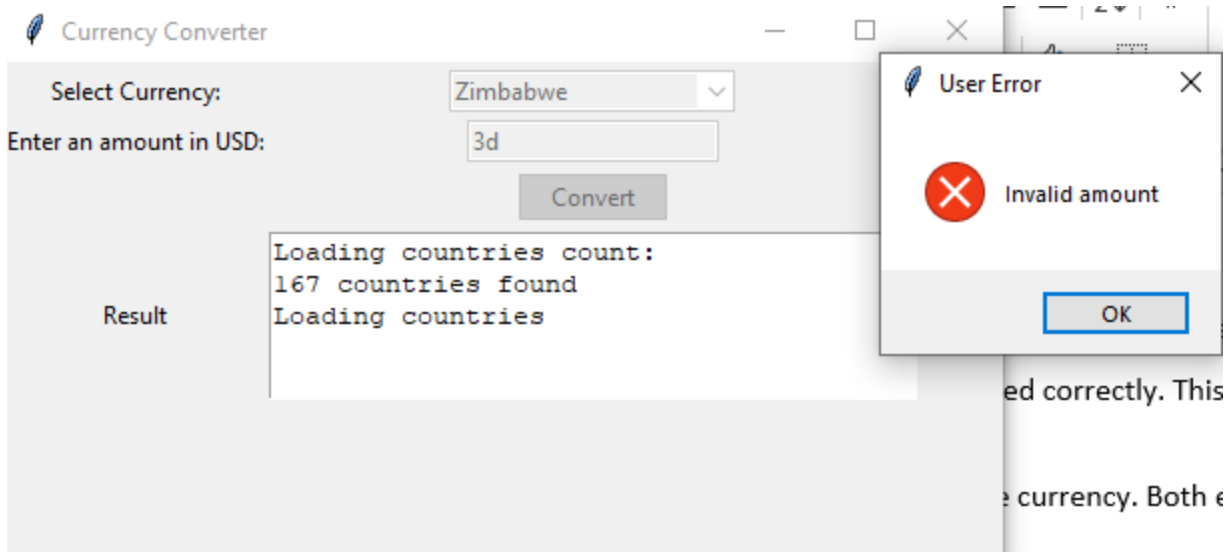 Currency Converter
Select Currency: Zimbabwe
Enter an amount in USD: 3d
Convert
Loading countries count:
167 countries found
Result Loading countries
User Error
Invalid amount
OK
correctly. This
currency. Both